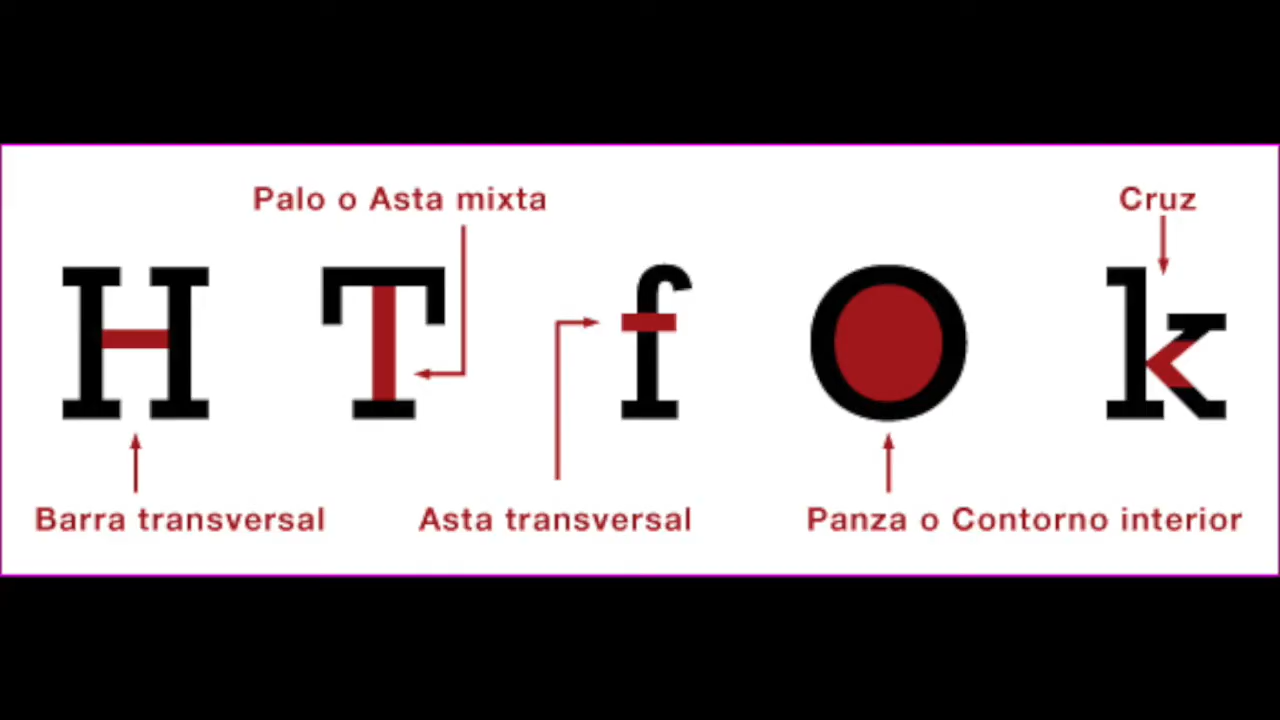 Palo o Asta mixta
Cruz
H T f O k
Barra transversal
Asta transversal
Panza o Contorno interior